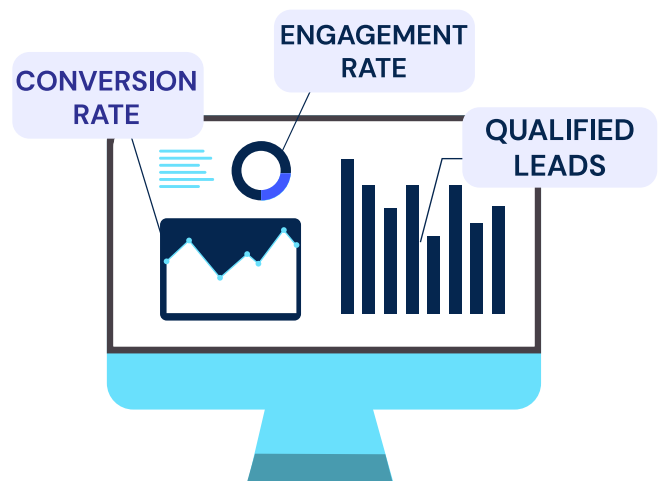 ENGAGEMENT
RATE
CONVERSION
RATE
QUALIFIED
LEADS